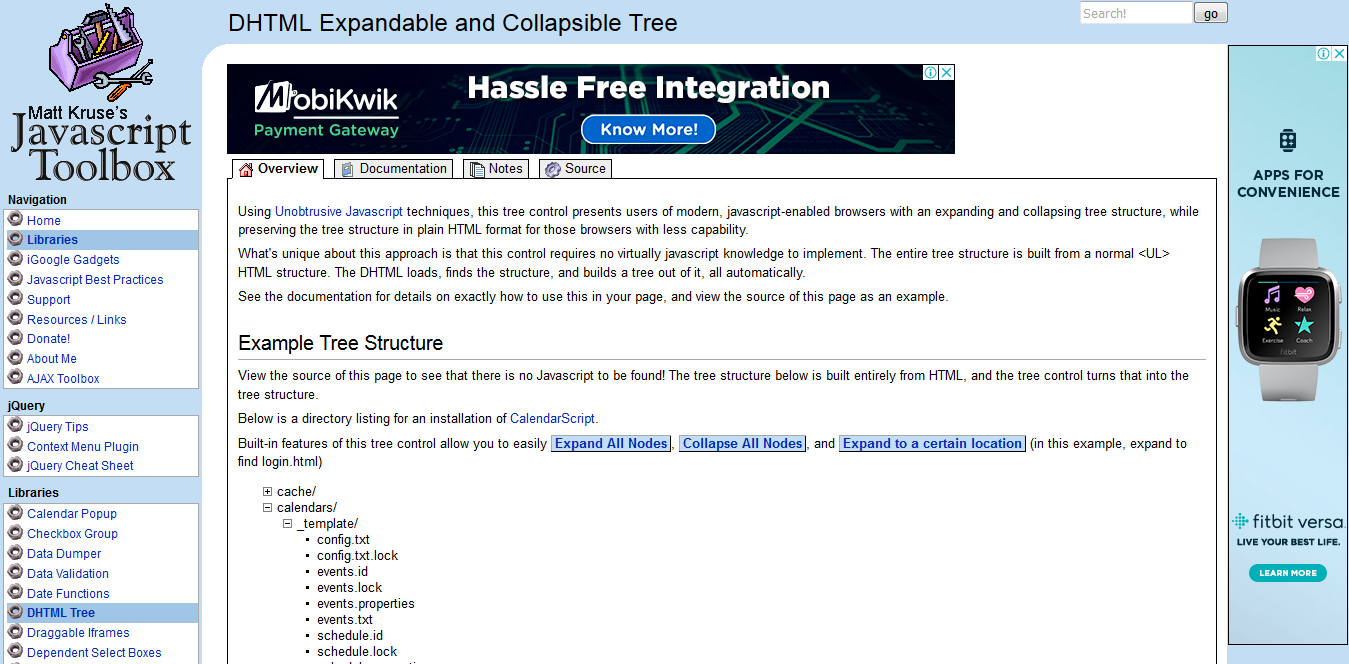 DHTML Expandable and Collapsible Tree
Search!
go
Matt Kruse's
Javascript
Toolbox
Navigation
Home
Libraries
iGoogle Gadgets
Javascript Best Practices
Support
Resources / Links
Donate!
About Me
AJAX Toolbox
jQuery
jQuery Tips
Context Menu Plugin
jQuery Cheat Sheet
Libraries
Calendar Popup
Checkbox Group
Data Dumper
Data Validation
Date Functions
DHTML Tree
Draggable Iframes
Dependent Select Boxes
MobiKwik
Payment Gateway
Hassle Free Integration
Know More!
Overview
Documentation
Notes
Source
Using Unobtrusive Javascript techniques, this tree control presents users of modern, javascript-enabled browsers with an expanding and collapsing tree structure, while
preserving the tree structure in plain HTML format for those browsers with less capability.
What's unique about this approach is that this control requires no virtually javascript knowledge to implement. The entire tree structure is built from a normal <UL>
HTML structure. The DHTML loads, finds the structure, and builds a tree out of it, all automatically.
See the documentation for details on exactly how to use this in your page, and view the source of this page as an example.
Example Tree Structure
View the source of this page to see that there is no Javascript to be found! The tree structure below is built entirely from HTML, and the tree control turns that into the
tree structure.
Below is a directory listing for an installation of CalendarScript.
Built-in features of this tree control allow you to easily Expand All Nodes, Collapse All Nodes, and Expand to a certain location (in this example, expand to
find login.html)
cache/
calendars/
_template/
config.txt
config.txt.lock
events.id
events.lock
events.properties
events.txt
schedule.id
schedule.lock
APPS FOR
CONVENIENCE
Music
Relax
Exercise
Coach
fitbit
fitbit versa.
LIVE YOUR BEST LIFE.
LEARN MORE